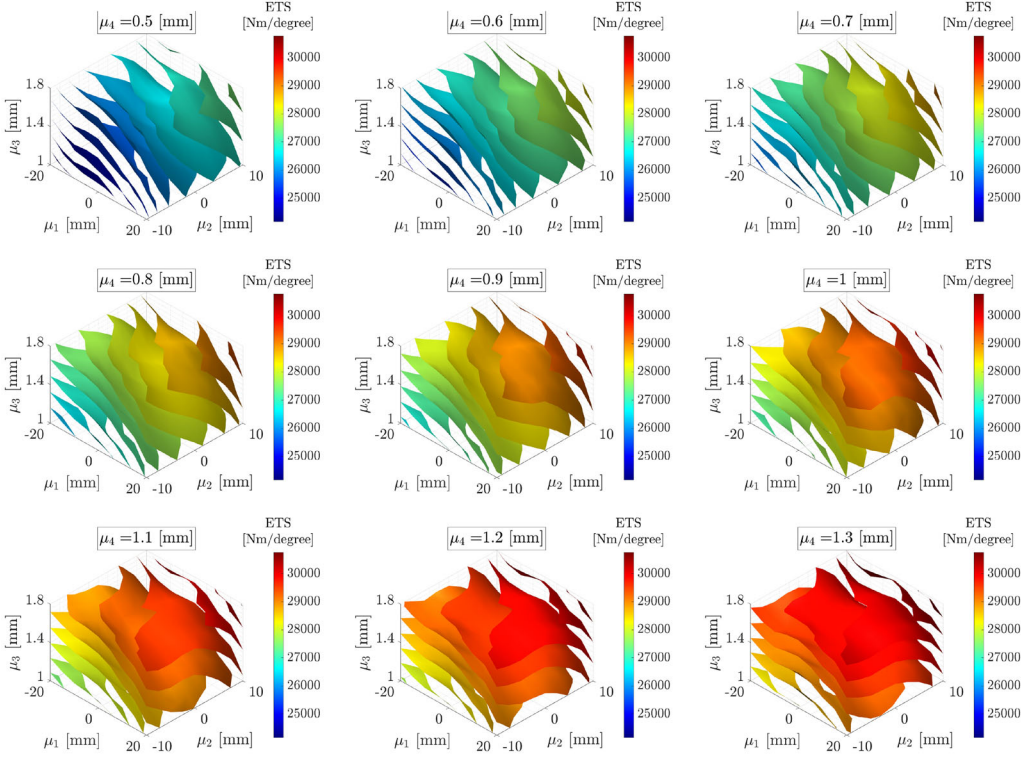 μ4 =0.5 [mm]
ETS
[Nm/degree]
30000
29000
28000
27000
26000
25000
1.8
1.4
1
μ3 [mm]
-20
0
20
μ1 [mm]
-10
0
10
μ2 [mm]
μ4 =0.6 [mm]
ETS
[Nm/degree]
30000
29000
28000
27000
26000
25000
1.8
1.4
1
μ3 [mm]
-20
0
20
μ1 [mm]
-10
0
10
μ2 [mm]
μ4 =0.7 [mm]
ETS
[Nm/degree]
30000
29000
28000
27000
26000
25000
1.8
1.4
1
μ3 [mm]
-20
0
20
μ1 [mm]
-10
0
10
μ2 [mm]
μ4 =0.8 [mm]
ETS
[Nm/degree]
30000
29000
28000
27000
26000
25000
1.8
1.4
1
μ3 [mm]
-20
0
20
μ1 [mm]
-10
0
10
μ2 [mm]
μ4 =0.9 [mm]
ETS
[Nm/degree]
30000
29000
28000
27000
26000
25000
1.8
1.4
1
μ3 [mm]
-20
0
20
μ1 [mm]
-10
0
10
μ2 [mm]
μ4 =1 [mm]
ETS
[Nm/degree]
30000
29000
28000
27000
26000
25000
1.8
1.4
1
μ3 [mm]
-20
0
20
μ1 [mm]
-10
0
10
μ2 [mm]
μ4 =1.1 [mm]
ETS
[Nm/degree]
30000
29000
28000
27000
26000
25000
1.8
1.4
1
μ3 [mm]
-20
0
20
μ1 [mm]
-10
0
10
μ2 [mm]
μ4 =1.2 [mm]
ETS
[Nm/degree]
30000
29000
28000
27000
26000
25000
1.8
1.4
1
μ3 [mm]
-20
0
20
μ1 [mm]
-10
0
10
μ2 [mm]
μ4 =1.3 [mm]
ETS
[Nm/degree]
30000
29000
28000
27000
26000
25000
1.8
1.4
1
μ3 [mm]
-20
0
20
μ1 [mm]
-10
0
10
μ2 [mm]